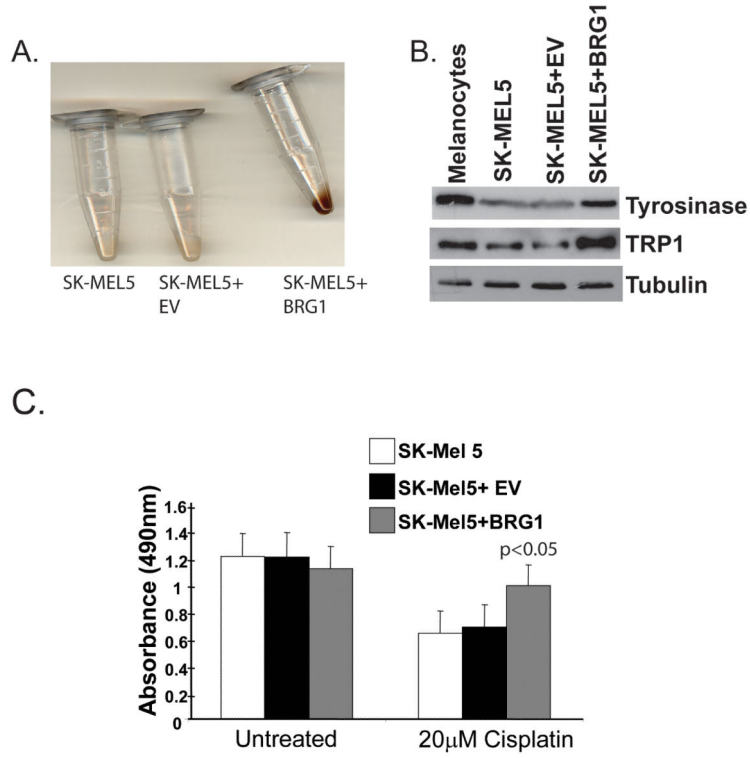 A.
SK-MEL5
SK-MEL5+
EV
SK-MEL5+
BRG1
B.
Melanocytes
SK-MEL5
SK-MEL5+EV
SK-MEL5+BRG1
Tyrosinase
TRP1
Tubulin
C.
SK-Mel 5
SK-Mel5+ EV
SK-Mel5+BRG1
p<0.05
Absorbance (490nm)
1.6
1.4
1.2
1
0.8
0.6
0.4
0.2
0
Untreated
20μM Cisplatin